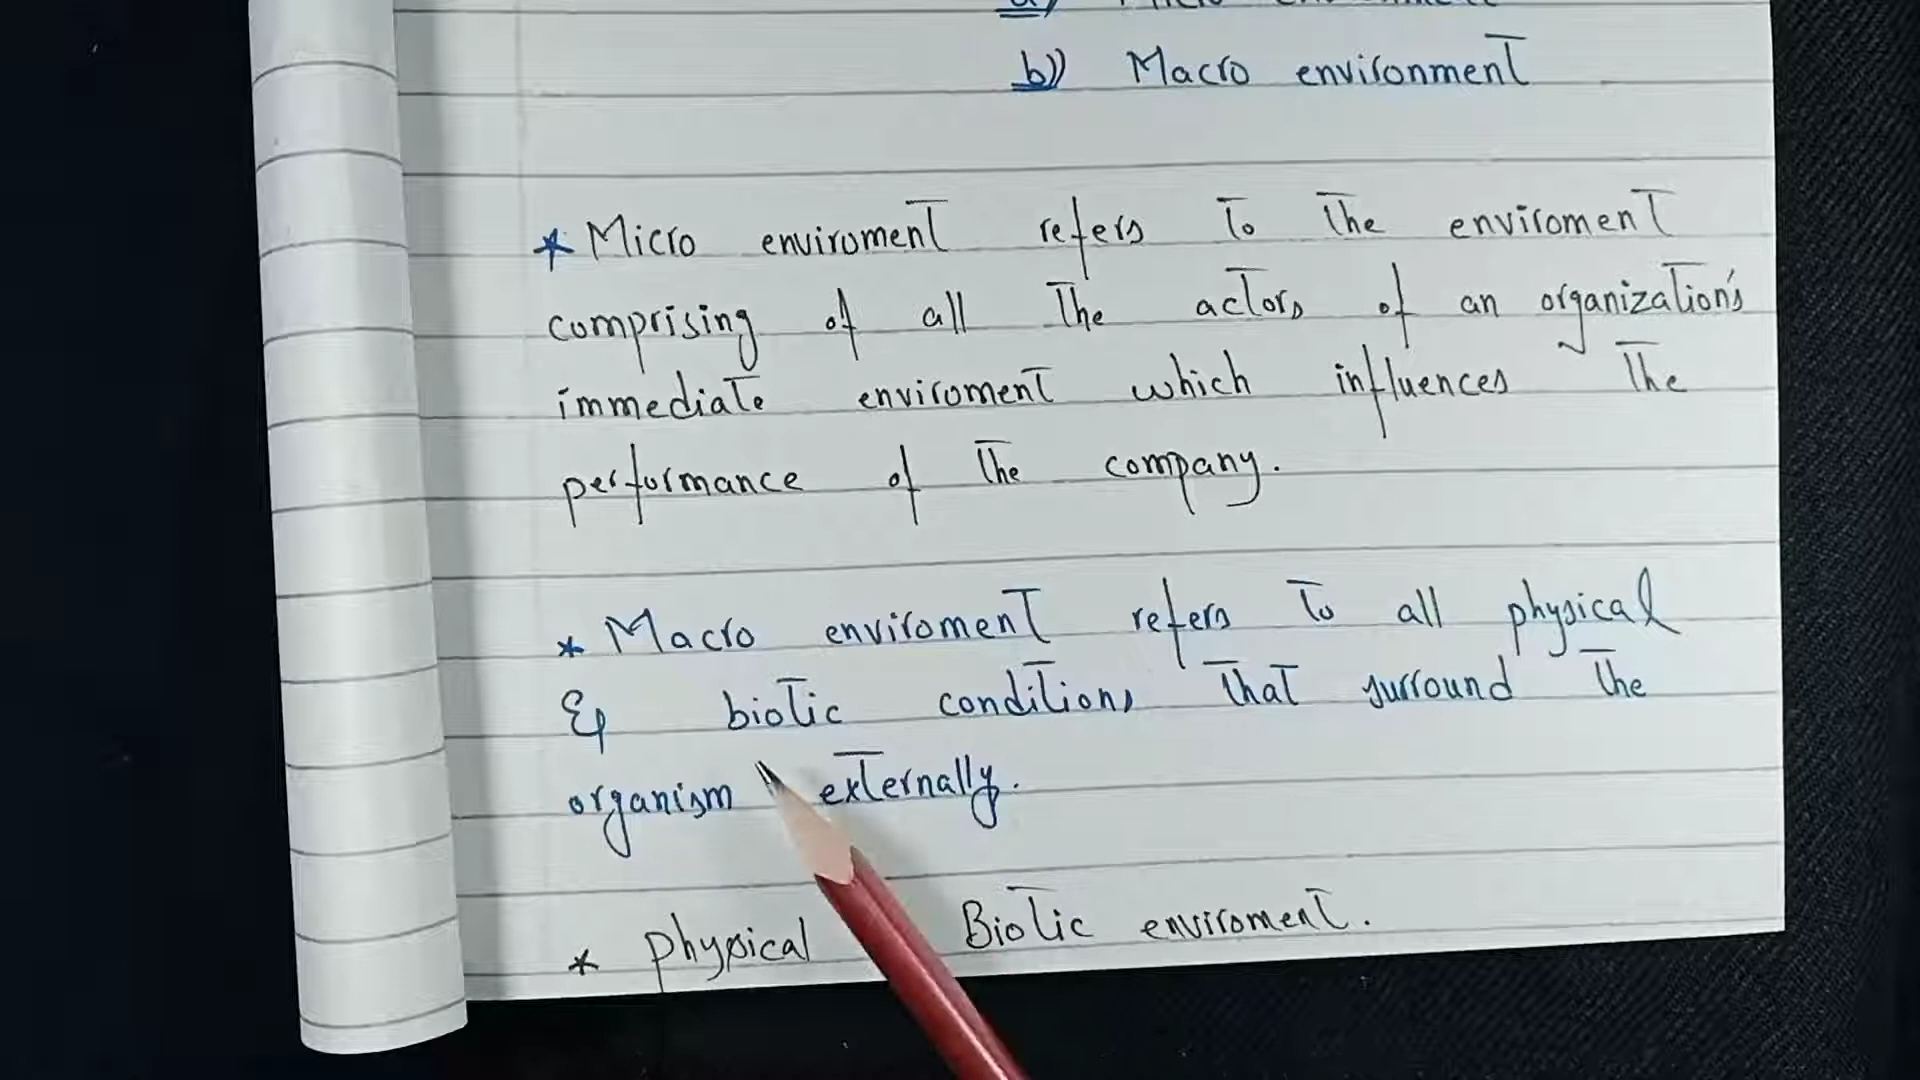 a) Micro environment
b)) Macro environment
* Micro enviroment refers to the enviroment
comprising of all the actors of an organization's
immediate enviroment which influences the
performance of the company.
* Macro enviroment refers to all physical
& biotic conditions that surround the
organism externally.
* physical Biotic enviroment.